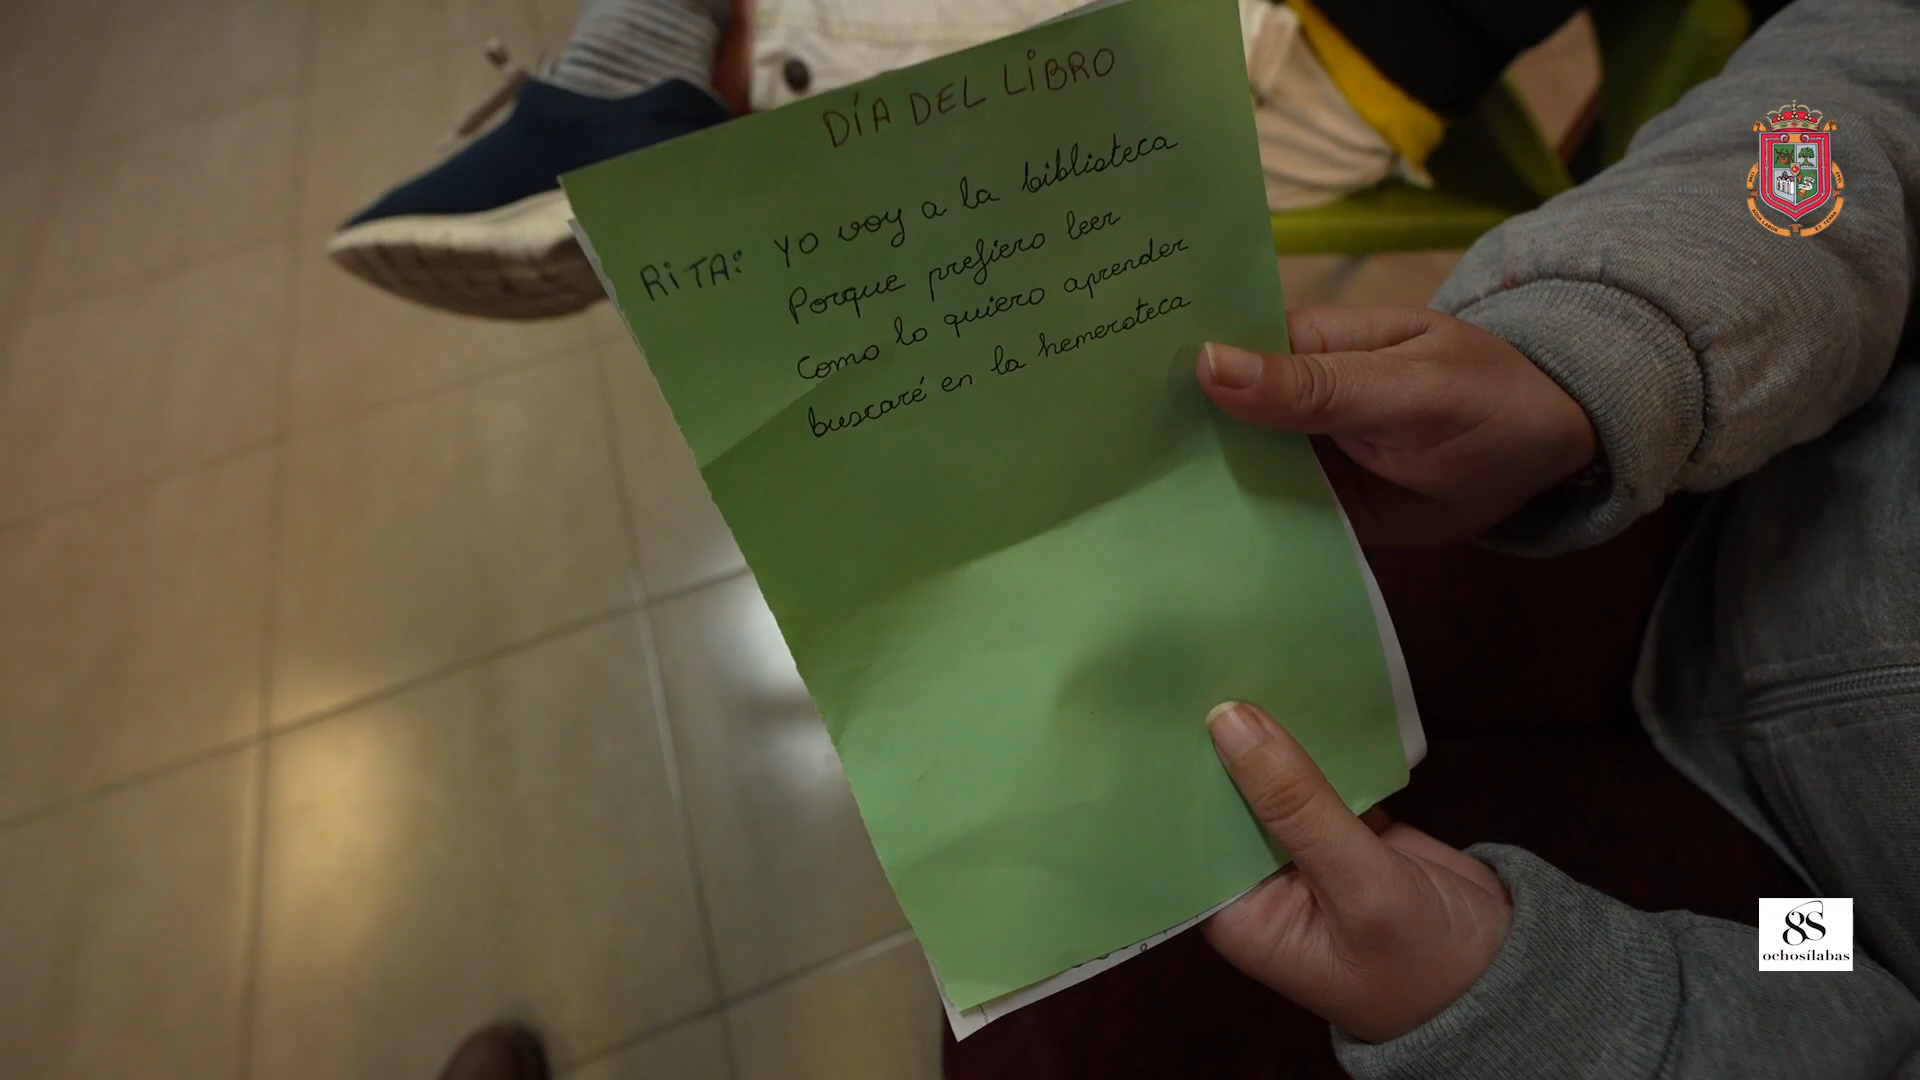 DÍA DEL LIBRO
RITA: Yo voy a la biblioteca
Porque prefiero leer
Como lo quiero aprender
buscaré en la hemeroteca
8S
ochosílabas